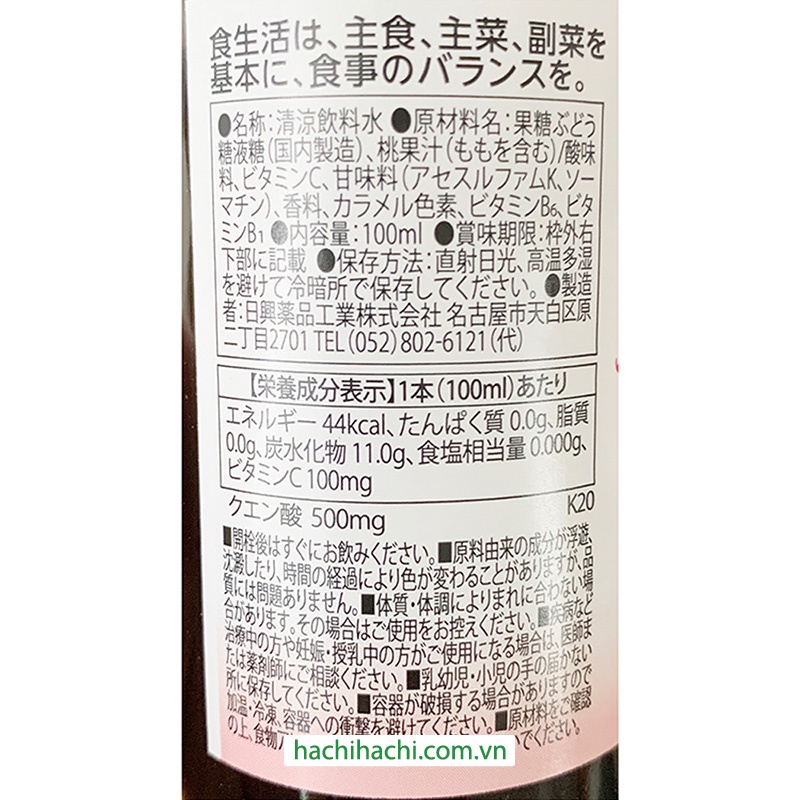 食生活は、主食、主菜、副菜を
基本に、食事のバランスを。
●名称:清涼飲料水 ●原材料名:果糖ぶどう
糖液糖(国内製造)、桃果汁(ももを含む)/酸味
料、ビタミンC、甘味料(アセスルファムK、ソー
マチン)、香料、カラメル色素、ビタミンB6、ビタ
ミンB1 ●内容量:100ml ●賞味期限:枠外右
下部に記載 ●保存方法:直射日光、高温多湿
を避けて冷暗所で保存してください。●製造
者:日興薬品工業株式会社 名古屋市天白区原
二丁目2701 TEL(052)802-6121(代)
【栄養成分表示】1本(100ml)あたり
エネルギー 44kcal、たんぱく質 0.0g、脂質
0.0g、炭水化物 11.0g、食塩相当量 0.000g、
ビタミンC 100mg
クエン酸 500mg K20
■開栓後はすぐにお飲みください。■原料由来の成分が浮遊、
沈澱したり、時間の経過により色が変わることがありますが、品
質には問題ありません。■体質・体調によりまれに合わない場
合があります。その場合はご使用をお控えください。■疾病など
治療中の方や妊娠・授乳中の方がご使用になる場合は、医師ま
たは薬剤師にご相談ください。■乳幼児・小児の手の届かない
所に保存してください。■容器が破損する場合がありますので
加温・冷凍、容器への衝撃を避けてください。■原材料をご確認
の上、食物 でください。
hachihachi.com.vn